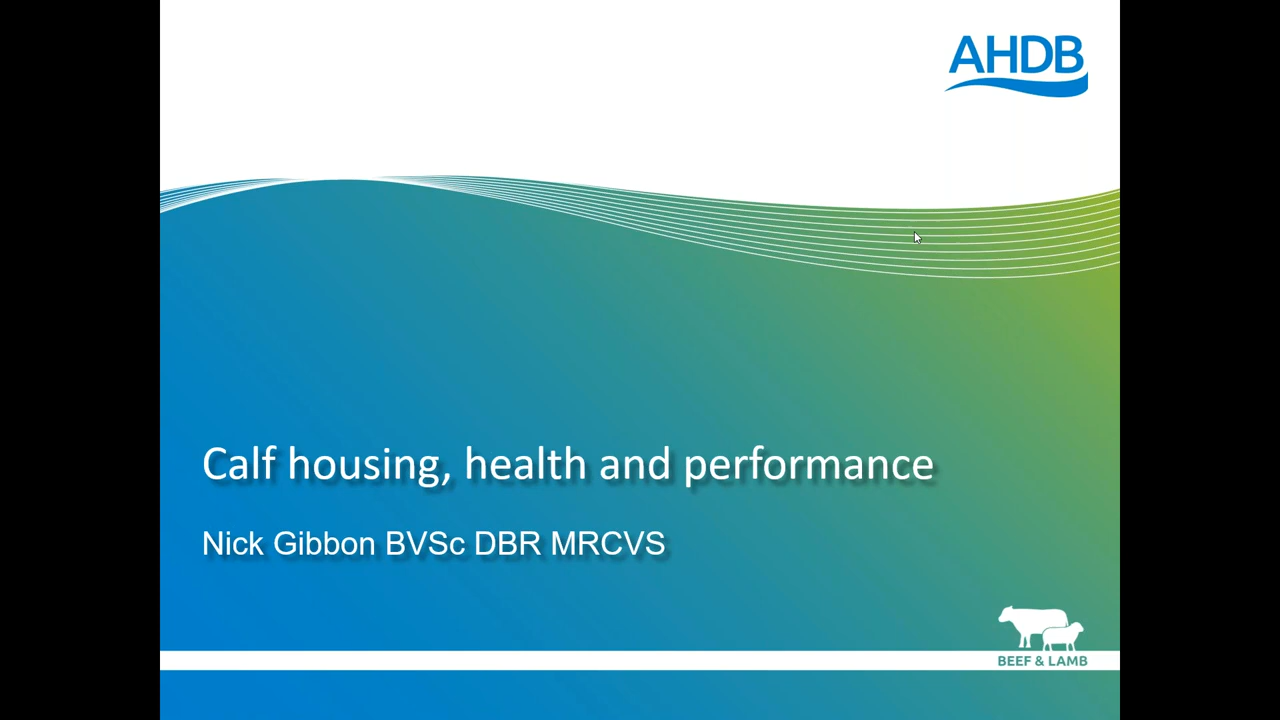 AHDB
Calf housing, health and performance
Nick Gibbon BVSc DBR MRCVS
BEEF & LAMB